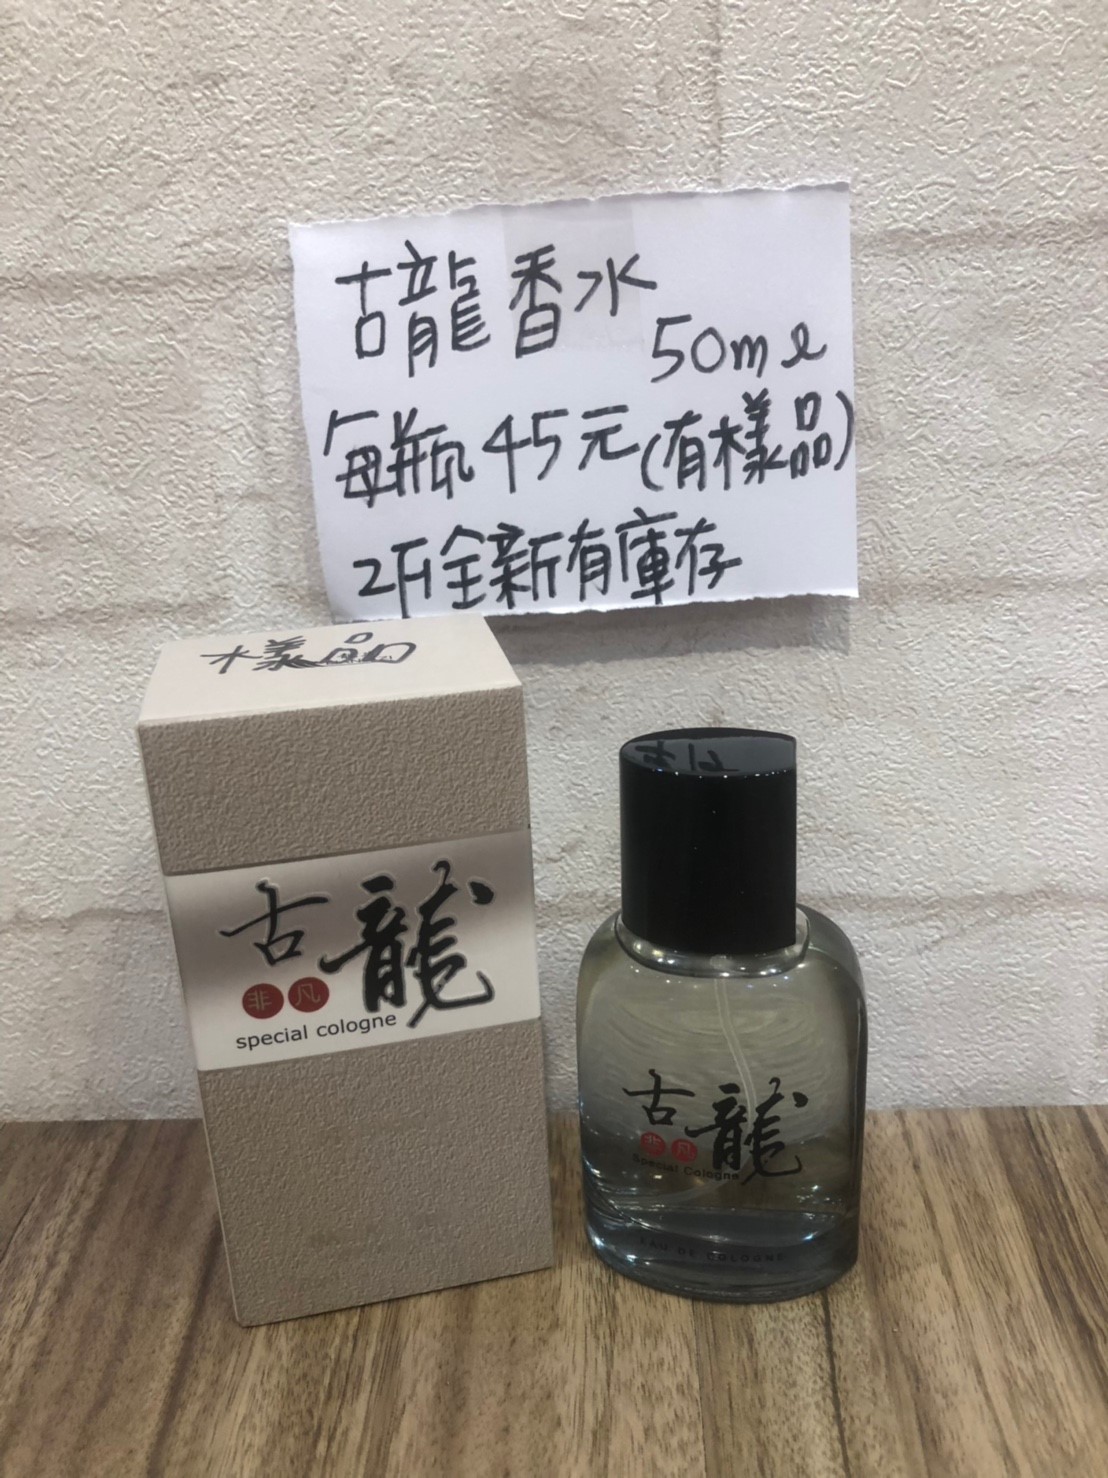 古龍香水
50ml
每瓶45元(有樣品)
2斤全新有庫存
樣品
古龍
非凡
special cologne
古龍
非凡
Special Cologne
EAU DE COLOGNE